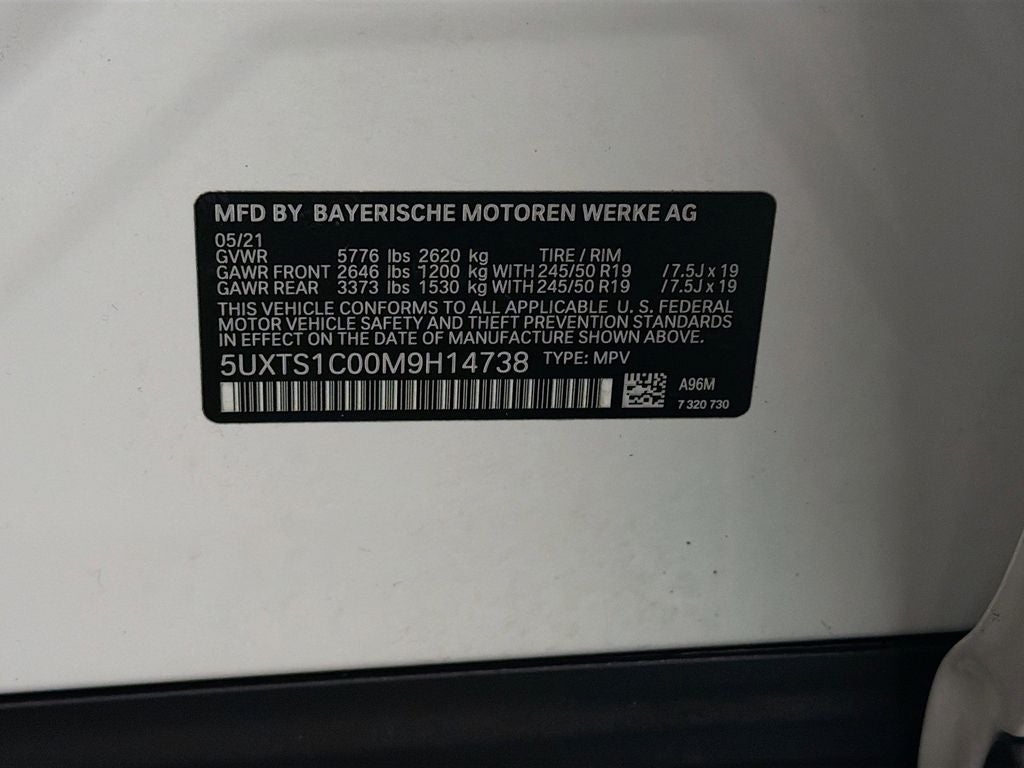 MFD BY BAYERISCHE MOTOREN WERKE AG
05/21
GVWR 5776 lbs 2620 kg TIRE / RIM
GAWR FRONT 2646 lbs 1200 kg WITH 245/50 R19 / 7.5J x 19
GAWR REAR 3373 lbs 1530 kg WITH 245/50 R19 / 7.5J x 19
THIS VEHICLE CONFORMS TO ALL APPLICABLE U. S. FEDERAL
MOTOR VEHICLE SAFETY AND THEFT PREVENTION STANDARDS
IN EFFECT ON THE DATE OF MANUFACTURE SHOWN ABOVE.
5UXTS1C00M9H14738 TYPE: MPV
A96M
7 320 730